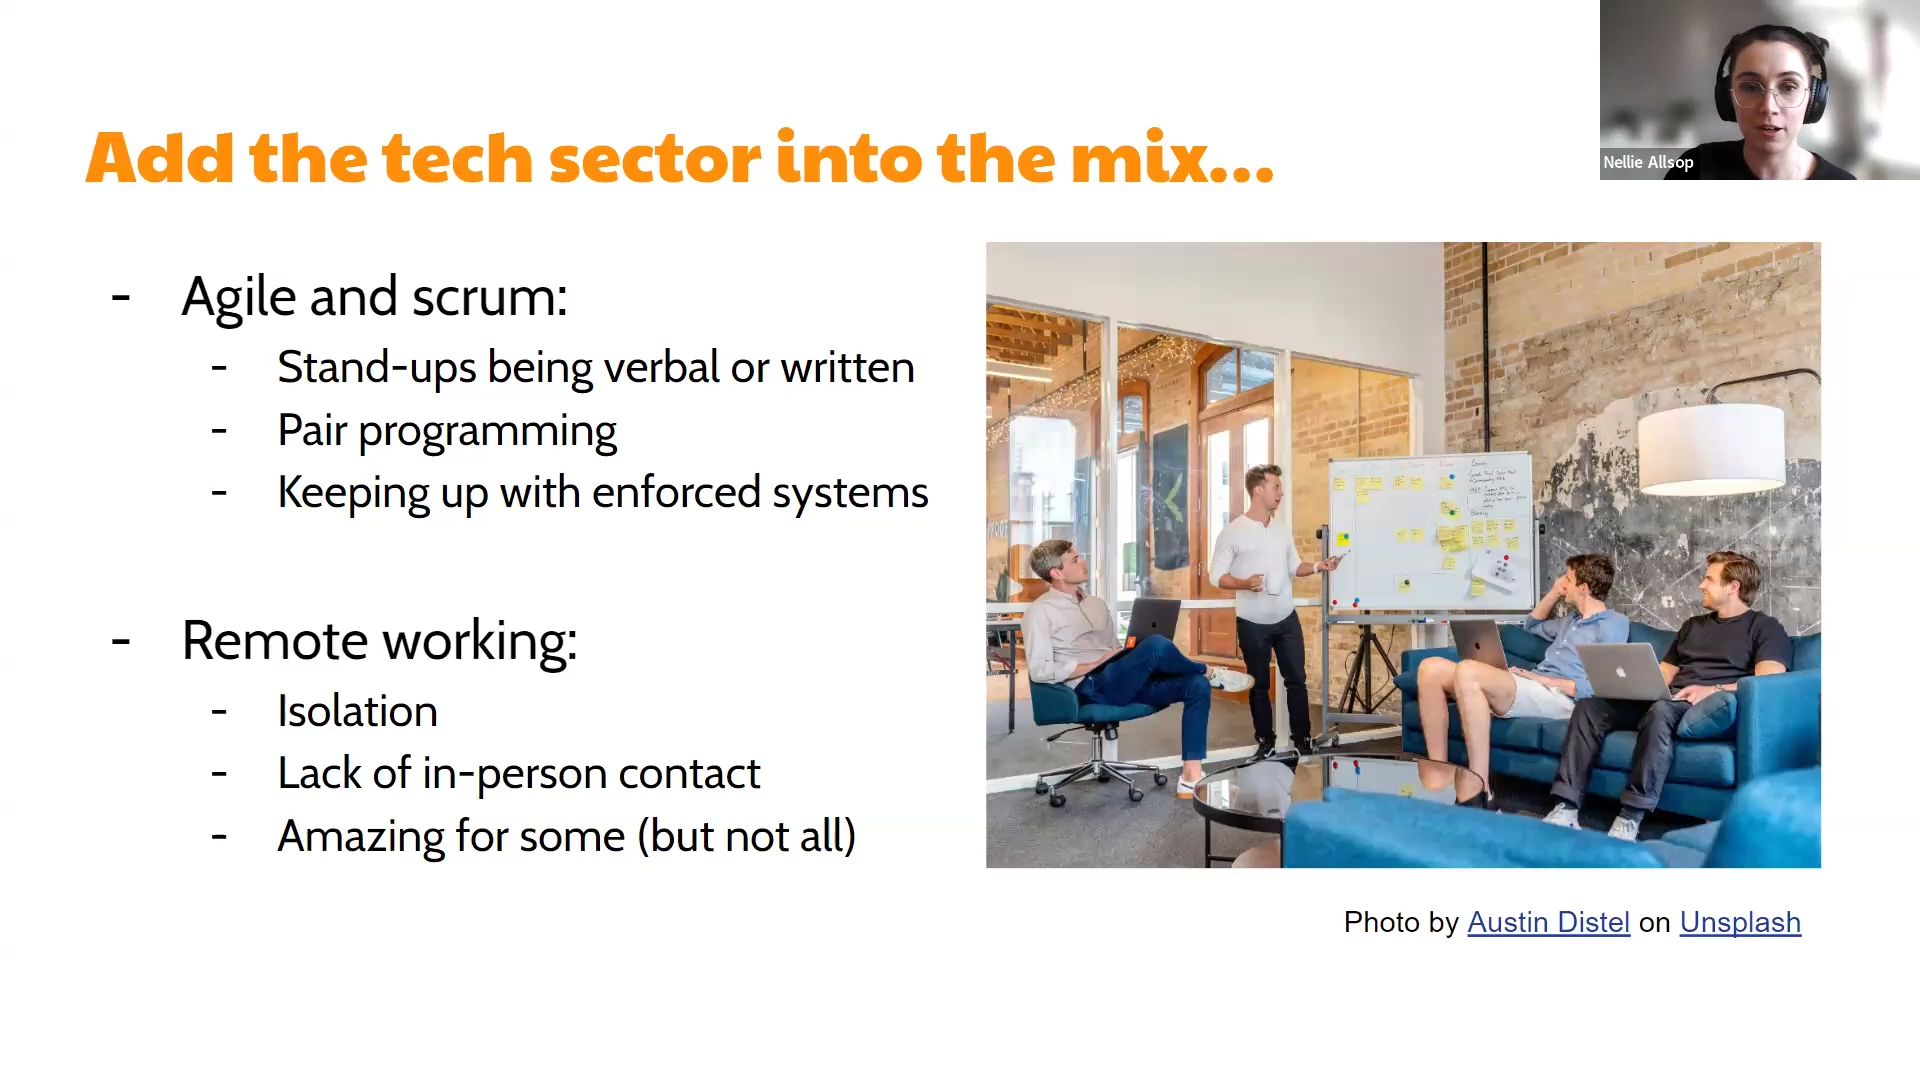 Add the tech sector into the mix...
Nellie Allsop
- Agile and scrum:
- Stand-ups being verbal or written
- Pair programming
- Keeping up with enforced systems
- Remote working:
- Isolation
- Lack of in-person contact
- Amazing for some (but not all)
Photo by Austin Distel on Unsplash